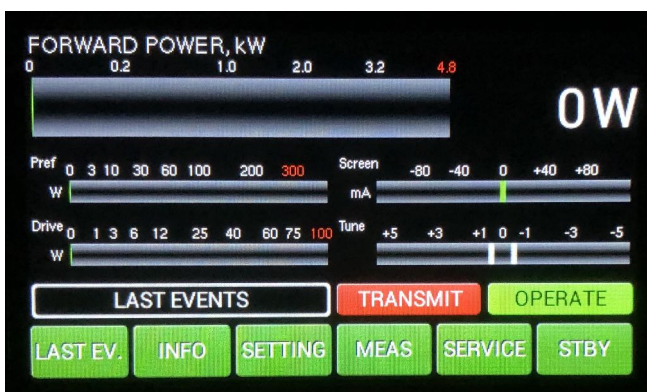 FORWARD POWER, kW
0 0.2 1.0 2.0 3.2 4.8
0W
Pref 0 3 10 30 60 100 200 300
W
Screen -80 -40 0 +40 +80
mA
Drive 0 1 3 6 12 25 40 60 75 100
W
Tune +5 +3 +1 0 -1 -3 -5
LAST EVENTS
TRANSMIT
OPERATE
LAST EV.
INFO
SETTING
MEAS
SERVICE
STBY